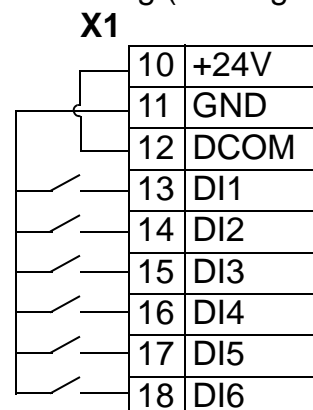 X1
10 +24V
11 GND
12 DCOM
13 DI1
14 DI2
15 DI3
16 DI4
17 DI5
18 DI6